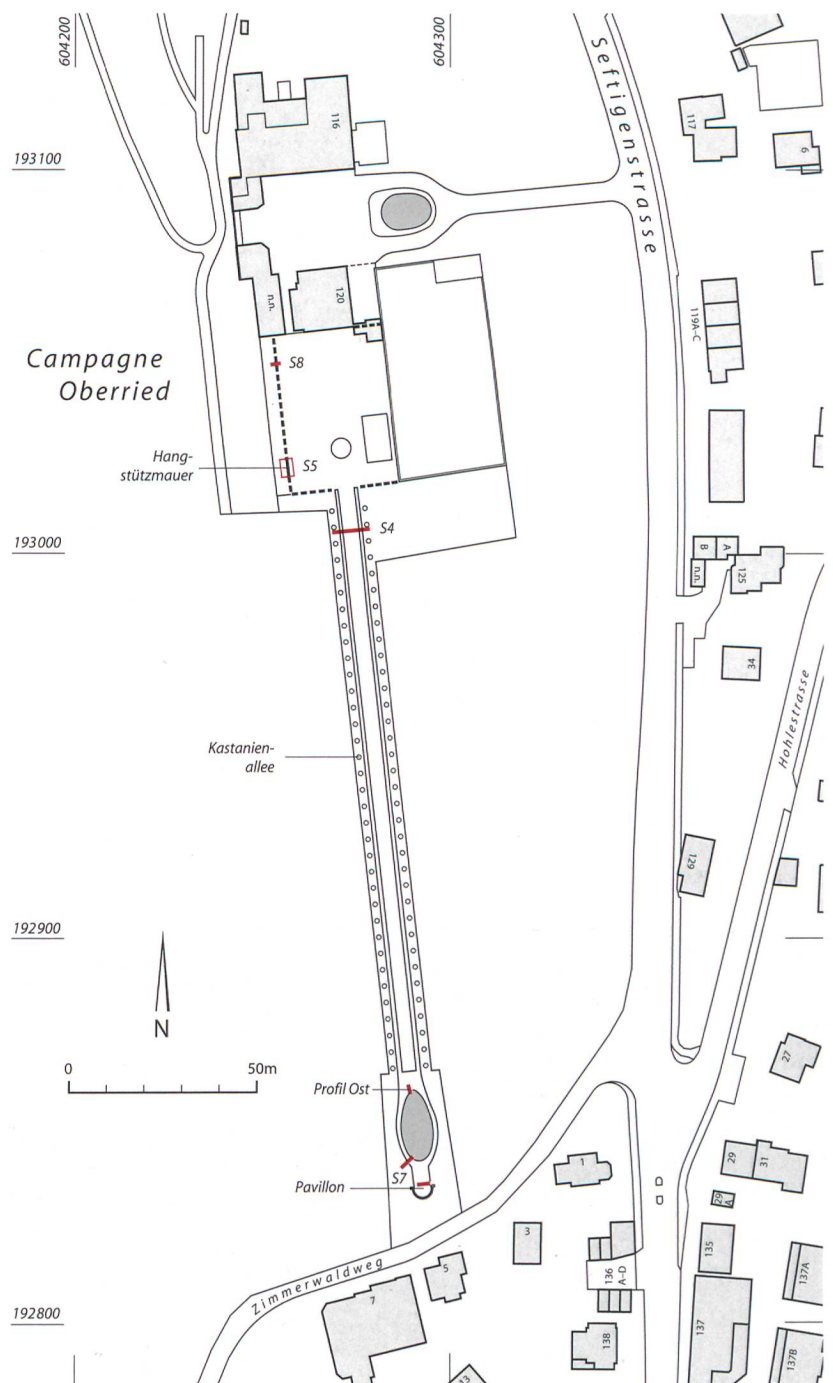 604200
604300
Seftigenstrasse
116
117
9
193100
n.n.
120
119A–C
Campagne
Oberried
S8
Hang-
stützmauer
S5
S4
193000
B
A
n.n.
125
34
Hohlestrasse
Kastanien-
allee
129
192900
N
0
50m
27
Profil Ost
1
29
31
S7
Pavillon
29
A
3
135
Zimmerwaldweg
5
136
A–D
137A
7
192800
137
138
137B
13